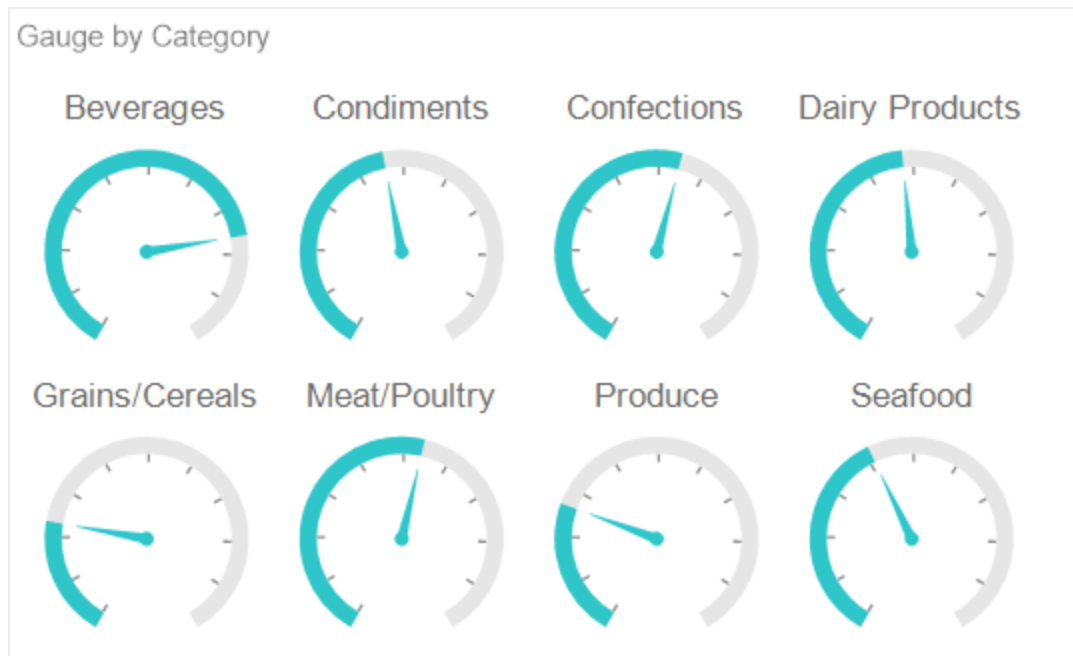 Gauge by Category
Beverages Condiments Confections Dairy Products
Grains/Cereals Meat/Poultry Produce Seafood